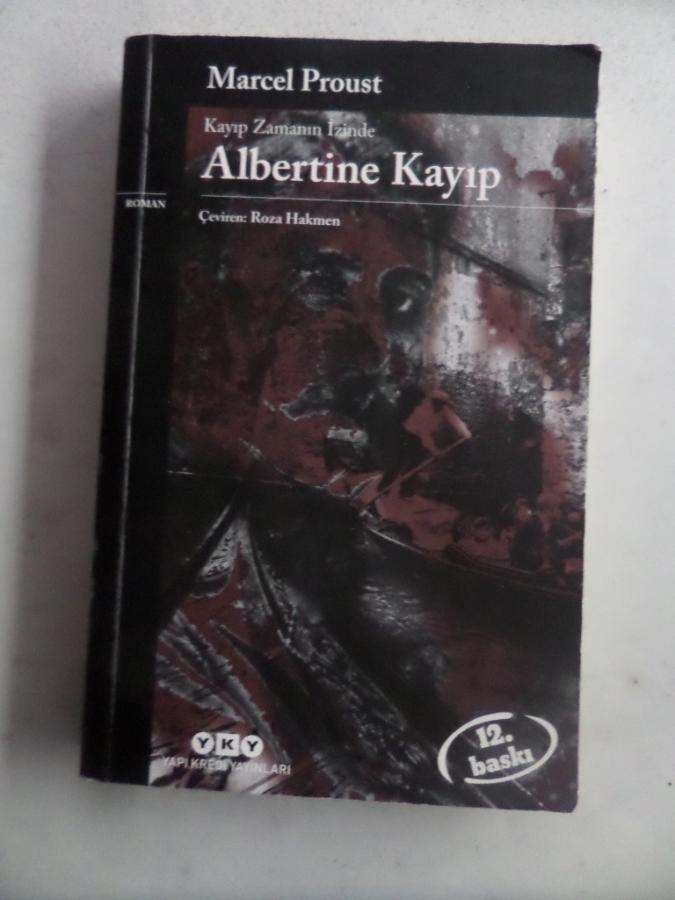 Marcel Proust
Kayıp Zamanın İzinde
Albertine Kayıp
ROMAN
Çeviren: Roza Hakmen
YKY
YAPI KREDİ YAYINLARI
12.
baskı